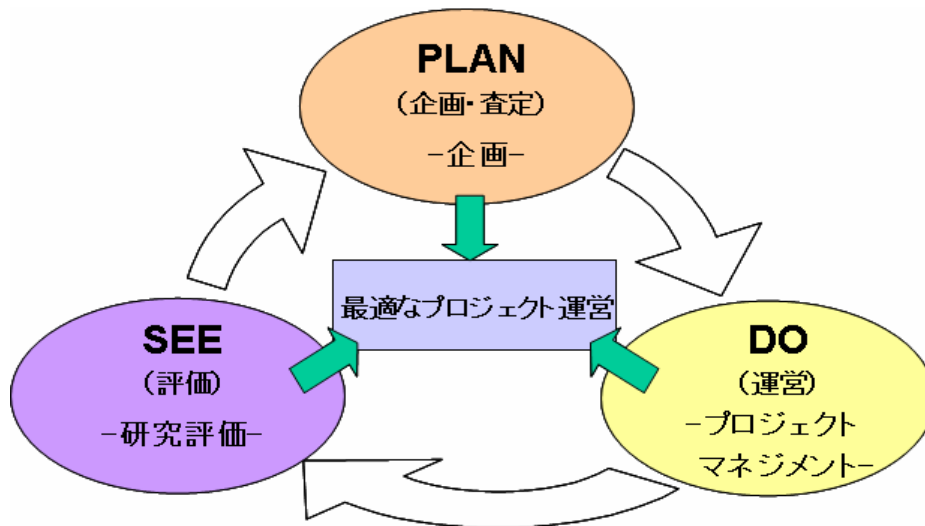 PLAN
(企画・査定)
-企画-
最適なプロジェクト運営
SEE
(評価)
-研究評価-
DO
(運営)
-プロジェクト
マネジメント-